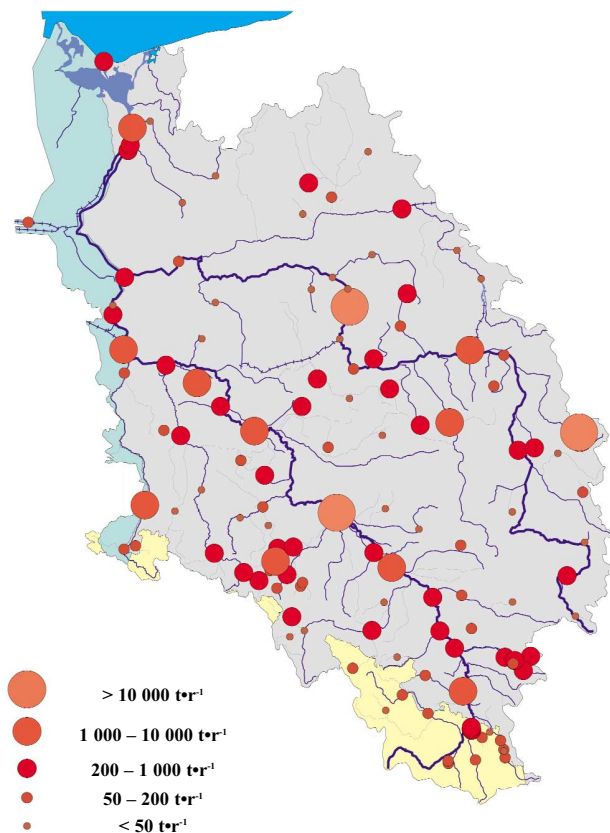 > 10 000 t•r⁻¹
1 000 – 10 000 t•r⁻¹
200 – 1 000 t•r⁻¹
50 – 200 t•r⁻¹
< 50 t•r⁻¹